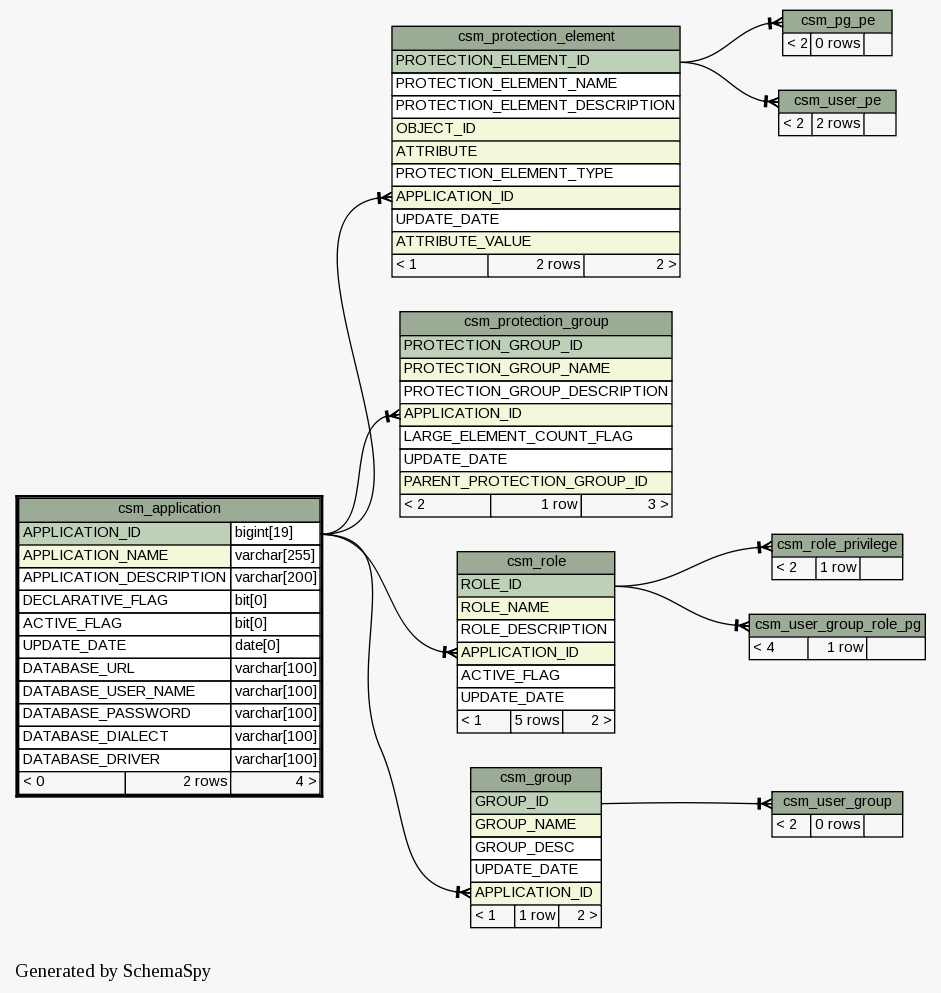 csm_pg_pe
< 2 0 rows
csm_user_pe
< 2 2 rows
csm_protection_element
PROTECTION_ELEMENT_ID
PROTECTION_ELEMENT_NAME
PROTECTION_ELEMENT_DESCRIPTION
OBJECT_ID
ATTRIBUTE
PROTECTION_ELEMENT_TYPE
APPLICATION_ID
UPDATE_DATE
ATTRIBUTE_VALUE
< 1 2 rows 2 >
csm_protection_group
PROTECTION_GROUP_ID
PROTECTION_GROUP_NAME
PROTECTION_GROUP_DESCRIPTION
APPLICATION_ID
LARGE_ELEMENT_COUNT_FLAG
UPDATE_DATE
PARENT_PROTECTION_GROUP_ID
< 2 1 row 3 >
csm_application
APPLICATION_ID bigint[19]
APPLICATION_NAME varchar[255]
APPLICATION_DESCRIPTION varchar[200]
DECLARATIVE_FLAG bit[0]
ACTIVE_FLAG bit[0]
UPDATE_DATE date[0]
DATABASE_URL varchar[100]
DATABASE_USER_NAME varchar[100]
DATABASE_PASSWORD varchar[100]
DATABASE_DIALECT varchar[100]
DATABASE_DRIVER varchar[100]
< 0 2 rows 4 >
csm_role
ROLE_ID
ROLE_NAME
ROLE_DESCRIPTION
APPLICATION_ID
ACTIVE_FLAG
UPDATE_DATE
< 1 5 rows 2 >
csm_role_privilege
< 2 1 row
csm_user_group_role_pg
< 4 1 row
csm_group
GROUP_ID
GROUP_NAME
GROUP_DESC
UPDATE_DATE
APPLICATION_ID
< 1 1 row 2 >
csm_user_group
< 2 0 rows
Generated by SchemaSpy